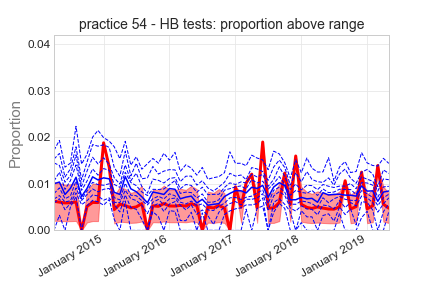 practice 54 - HB tests: proportion above range
Proportion
0.04
0.03
0.02
0.01
0.00
January 2015
January 2016
January 2017
January 2018
January 2019